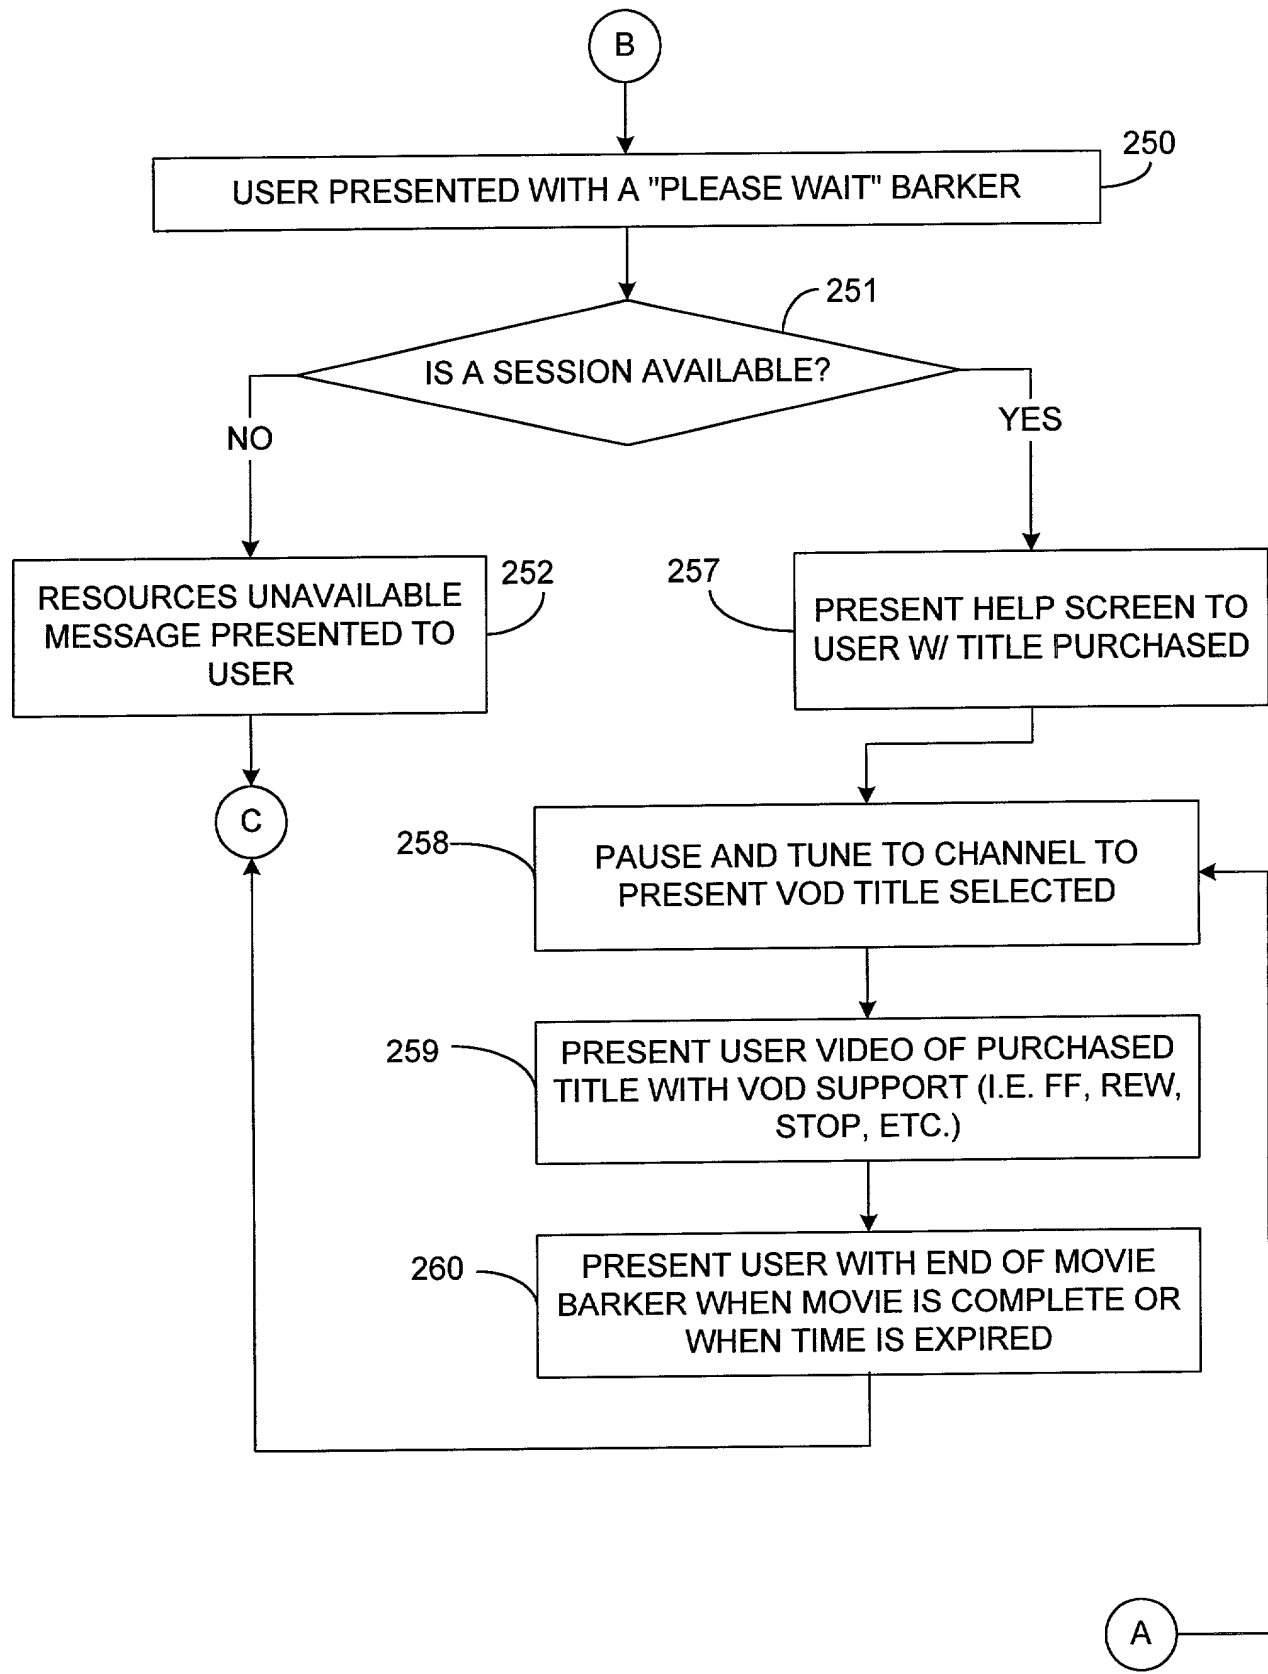 B
250
USER PRESENTED WITH A "PLEASE WAIT" BARKER
251
IS A SESSION AVAILABLE?
NO
YES
252
RESOURCES UNAVAILABLE
MESSAGE PRESENTED TO
USER
257
PRESENT HELP SCREEN TO
USER W/ TITLE PURCHASED
C
258
PAUSE AND TUNE TO CHANNEL TO
PRESENT VOD TITLE SELECTED
259
PRESENT USER VIDEO OF PURCHASED
TITLE WITH VOD SUPPORT (I.E. FF, REW,
STOP, ETC.)
260
PRESENT USER WITH END OF MOVIE
BARKER WHEN MOVIE IS COMPLETE OR
WHEN TIME IS EXPIRED
A